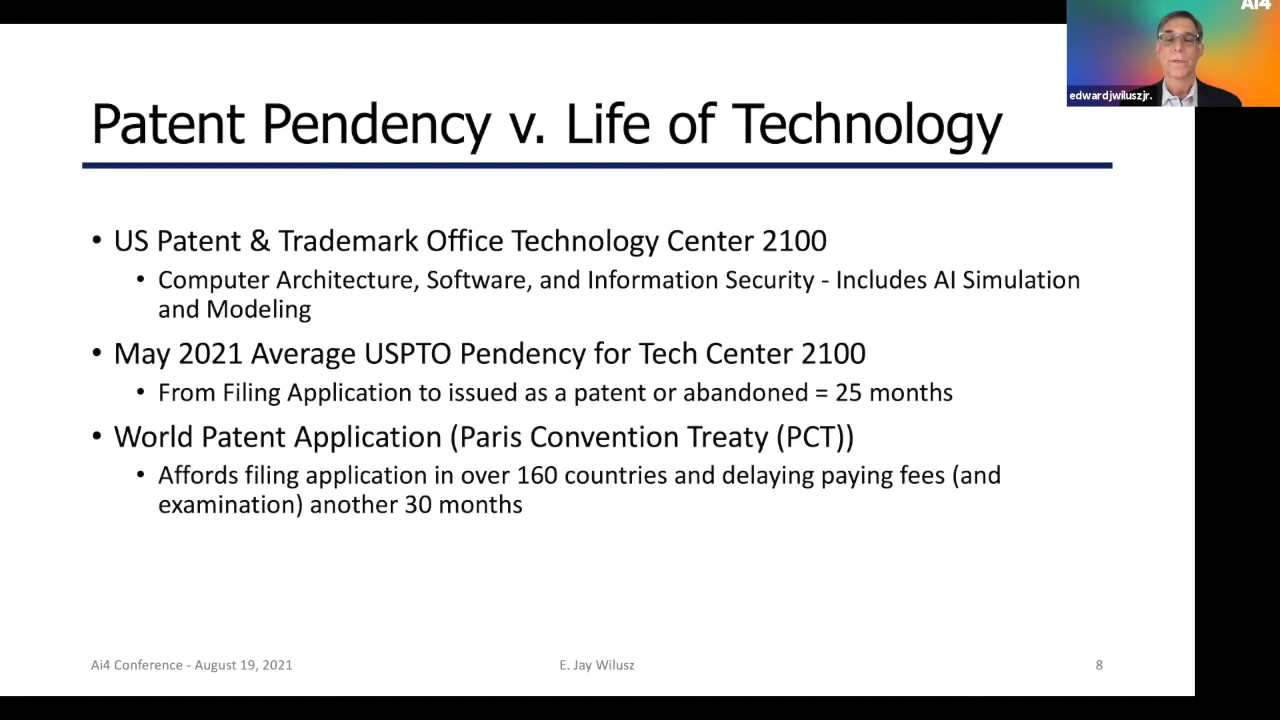 Ai4
edwardjwiluszjr.
Patent Pendency v. Life of Technology
• US Patent & Trademark Office Technology Center 2100
• Computer Architecture, Software, and Information Security - Includes AI Simulation
and Modeling
• May 2021 Average USPTO Pendency for Tech Center 2100
• From Filing Application to issued as a patent or abandoned = 25 months
• World Patent Application (Paris Convention Treaty (PCT))
• Affords filing application in over 160 countries and delaying paying fees (and
examination) another 30 months
Ai4 Conference - August 19, 2021
E. Jay Wilusz
8